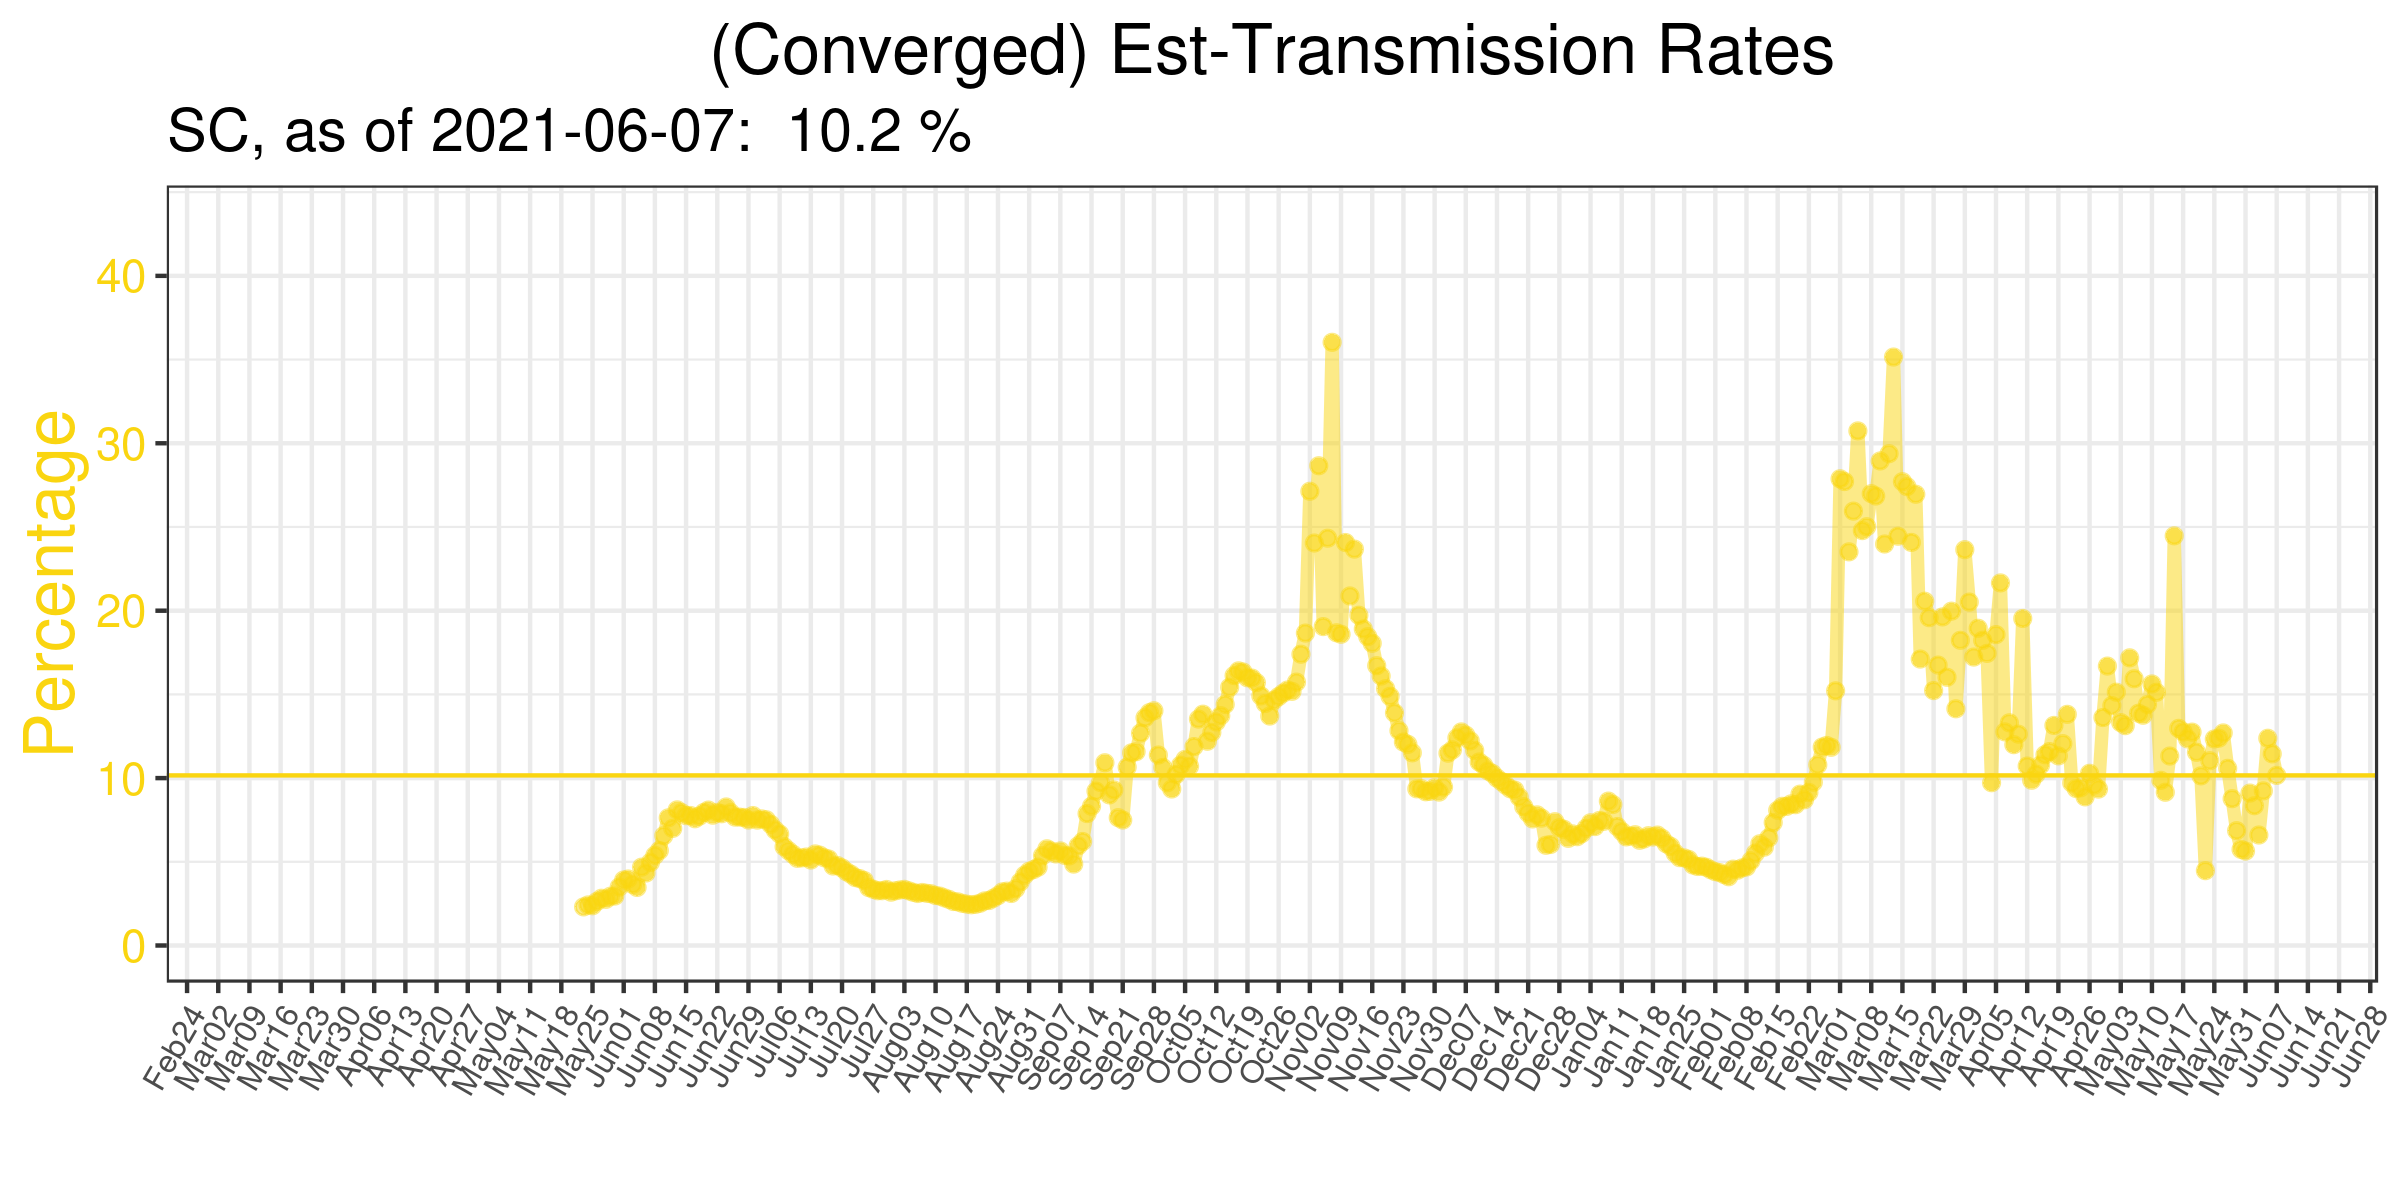 (Converged) Est-Transmission Rates
SC, as of 2021-06-07: 10.2 %
Percentage
40
30
20
10
0
Feb24
Mar02
Mar09
Mar16
Mar23
Mar30
Apr06
Apr13
Apr20
Apr27
May04
May11
May18
May25
Jun01
Jun08
Jun15
Jun22
Jun29
Jul06
Jul13
Jul20
Jul27
Aug03
Aug10
Aug17
Aug24
Aug31
Sep07
Sep14
Sep21
Sep28
Oct05
Oct12
Oct19
Oct26
Nov02
Nov09
Nov16
Nov23
Nov30
Dec07
Dec14
Dec21
Dec28
Jan04
Jan11
Jan18
Jan25
Feb01
Feb08
Feb15
Feb22
Mar01
Mar08
Mar15
Mar22
Mar29
Apr05
Apr12
Apr19
Apr26
May03
May10
May17
May24
May31
Jun07
Jun14
Jun21
Jun28